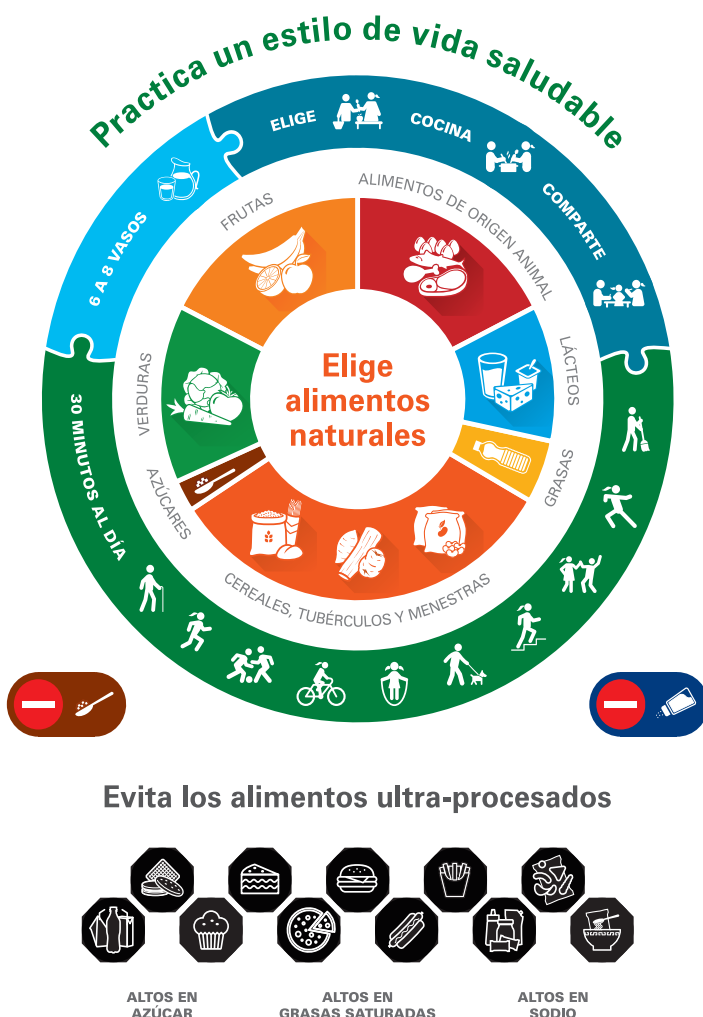 Practica un estilo de vida saludable
ELIGE
COCINA
COMPARTE
6 A 8 VASOS
30 MINUTOS AL DÍA
FRUTAS
ALIMENTOS DE ORIGEN ANIMAL
VERDURAS
LÁCTEOS
AZÚCARES
GRASAS
CEREALES, TUBÉRCULOS Y MENESTRAS
Elige
alimentos
naturales
Evita los alimentos ultra-procesados
ALTOS EN
AZÚCAR
ALTOS EN
GRASAS SATURADAS
ALTOS EN
SODIO